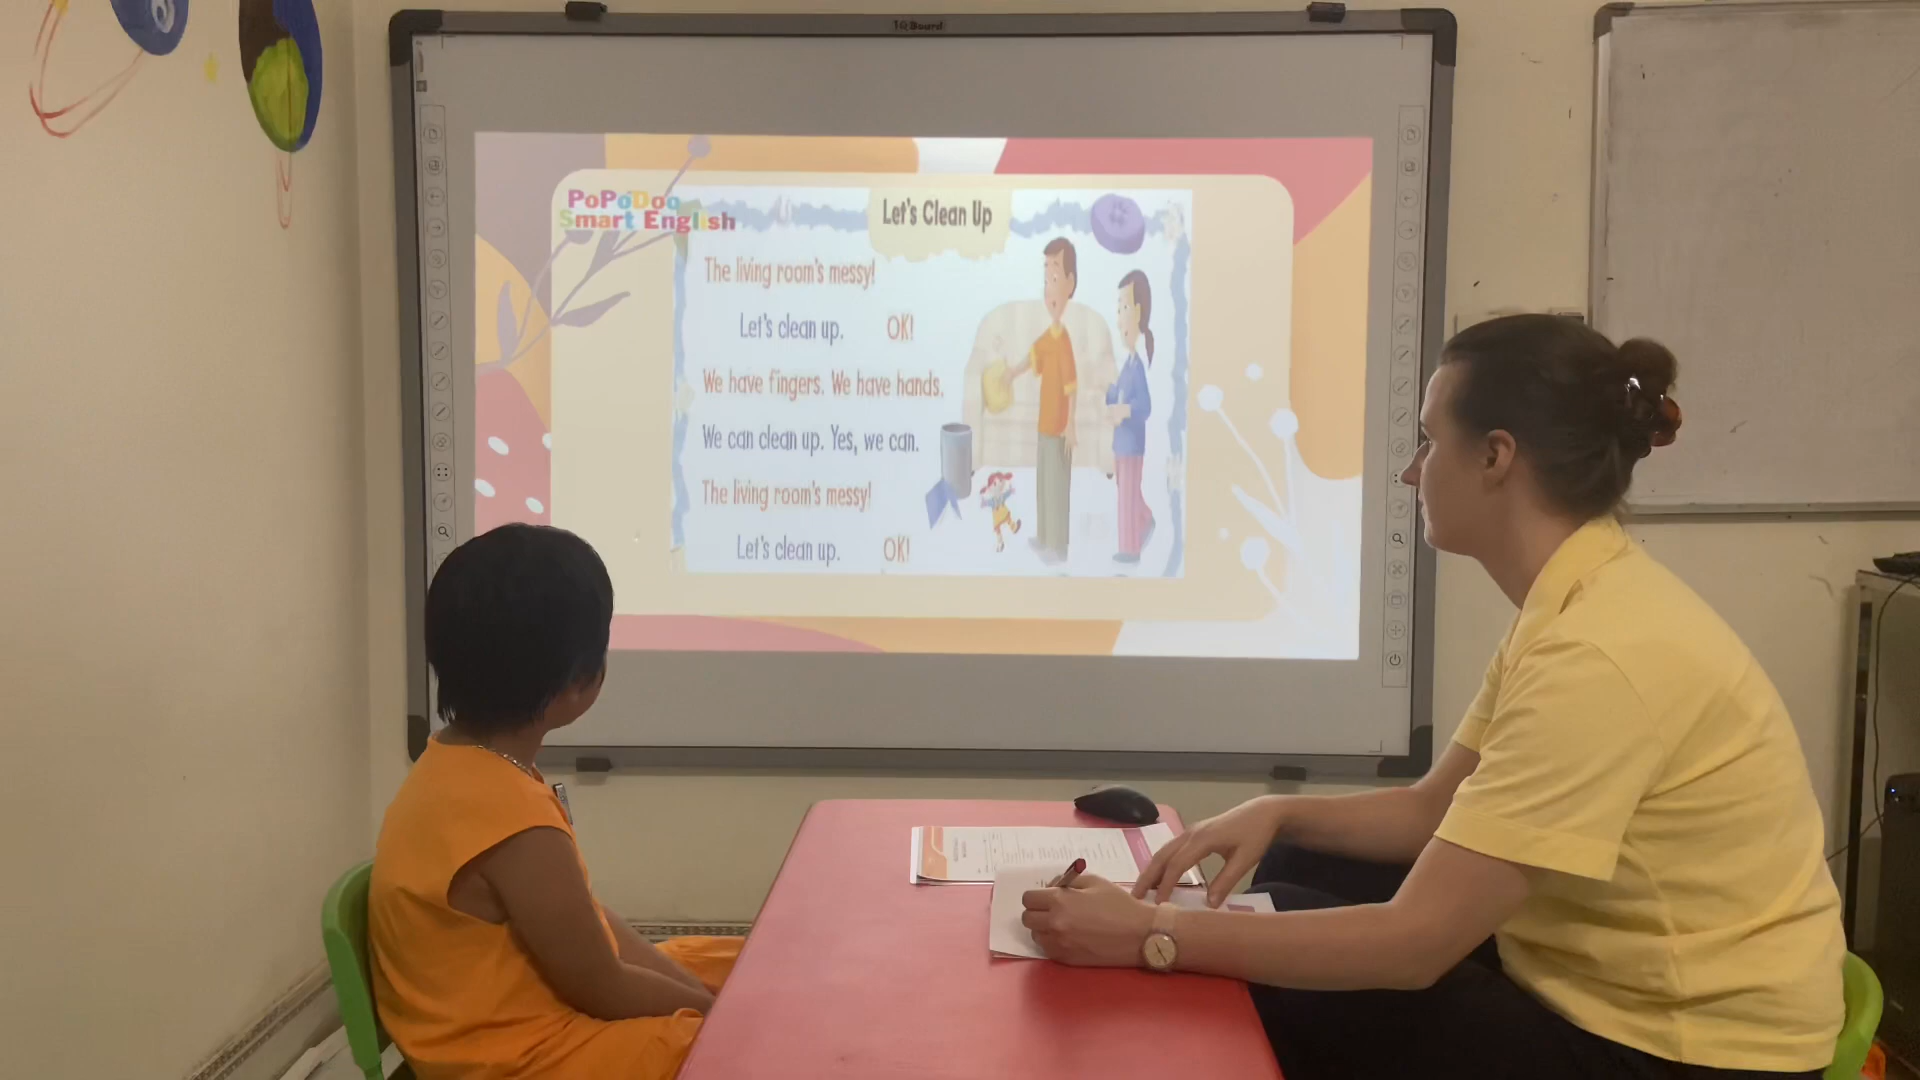 IQBoard
PoPoDoo
Smart English
Let's Clean Up
The living room's messy!
Let's clean up. OK!
We have fingers. We have hands.
We can clean up. Yes, we can.
The living room's messy!
Let's clean up. OK!